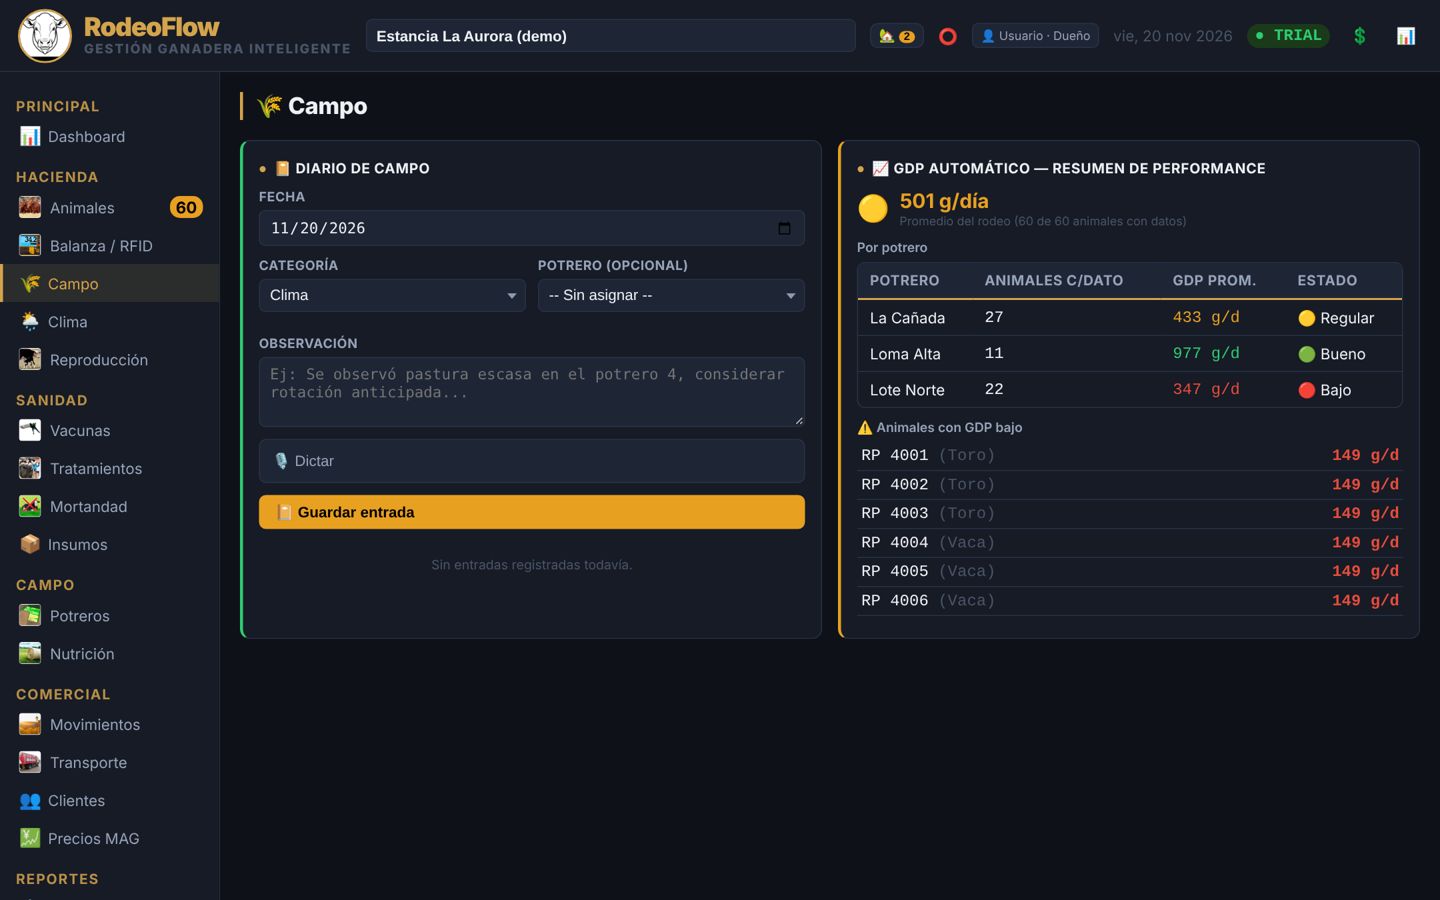 RodeoFlow
GESTIÓN GANADERA INTELIGENTE
Estancia La Aurora (demo)
2
Usuario · Dueño
vie, 20 nov 2026
TRIAL
PRINCIPAL
Dashboard
HACIENDA
Animales 60
Balanza / RFID
Campo
Clima
Reproducción
SANIDAD
Vacunas
Tratamientos
Mortandad
Insumos
CAMPO
Potreros
Nutrición
COMERCIAL
Movimientos
Transporte
Clientes
Precios MAG
REPORTES
Campo
DIARIO DE CAMPO
FECHA
11/20/2026
CATEGORÍA POTRERO (OPCIONAL)
Clima -- Sin asignar --
OBSERVACIÓN
Ej: Se observó pastura escasa en el potrero 4, considerar
rotación anticipada...
Dictar
Guardar entrada
Sin entradas registradas todavía.
GDP AUTOMÁTICO — RESUMEN DE PERFORMANCE
501 g/día
Promedio del rodeo (60 de 60 animales con datos)
Por potrero
POTRERO ANIMALES C/DATO GDP PROM. ESTADO
La Cañada 27 433 g/d Regular
Loma Alta 11 977 g/d Bueno
Lote Norte 22 347 g/d Bajo
Animales con GDP bajo
RP 4001 (Toro) 149 g/d
RP 4002 (Toro) 149 g/d
RP 4003 (Toro) 149 g/d
RP 4004 (Vaca) 149 g/d
RP 4005 (Vaca) 149 g/d
RP 4006 (Vaca) 149 g/d